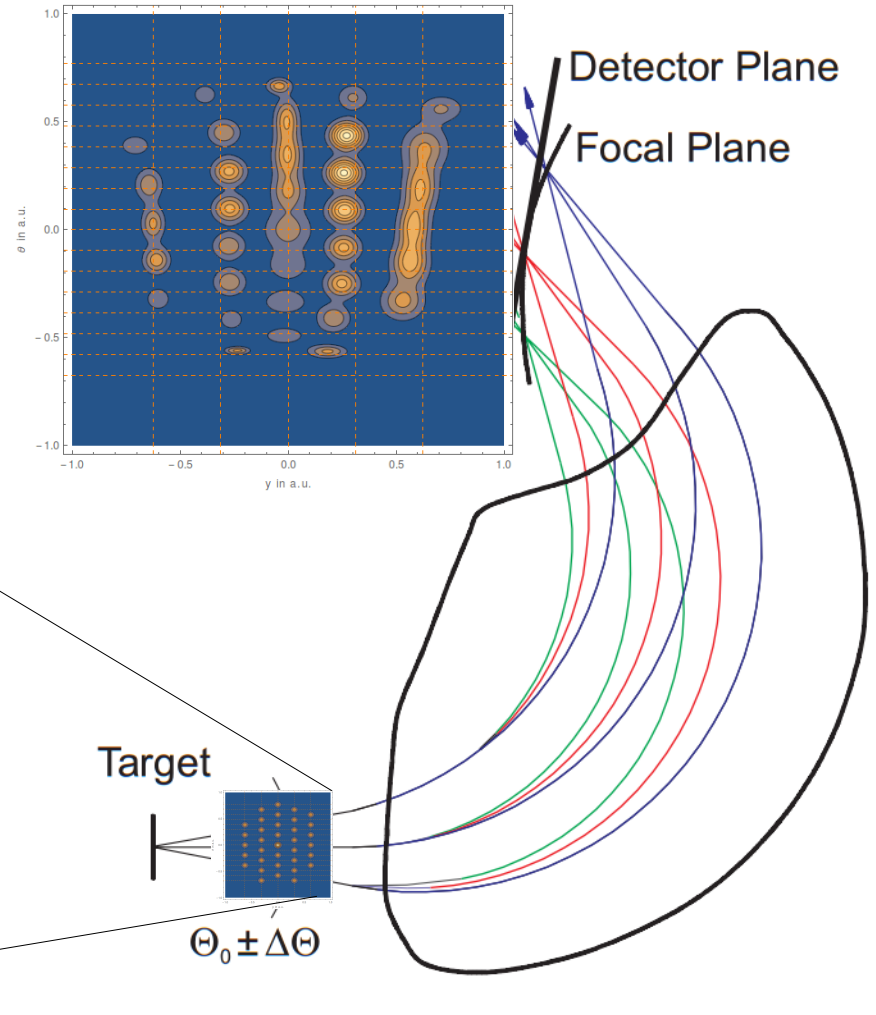 1.0
0.5
0.0
−0.5
−1.0
θ in a.u.
−1.0 −0.5 0.0 0.5 1.0
y in a.u.
Detector Plane
Focal Plane
Target
Θ₀ ± ΔΘ